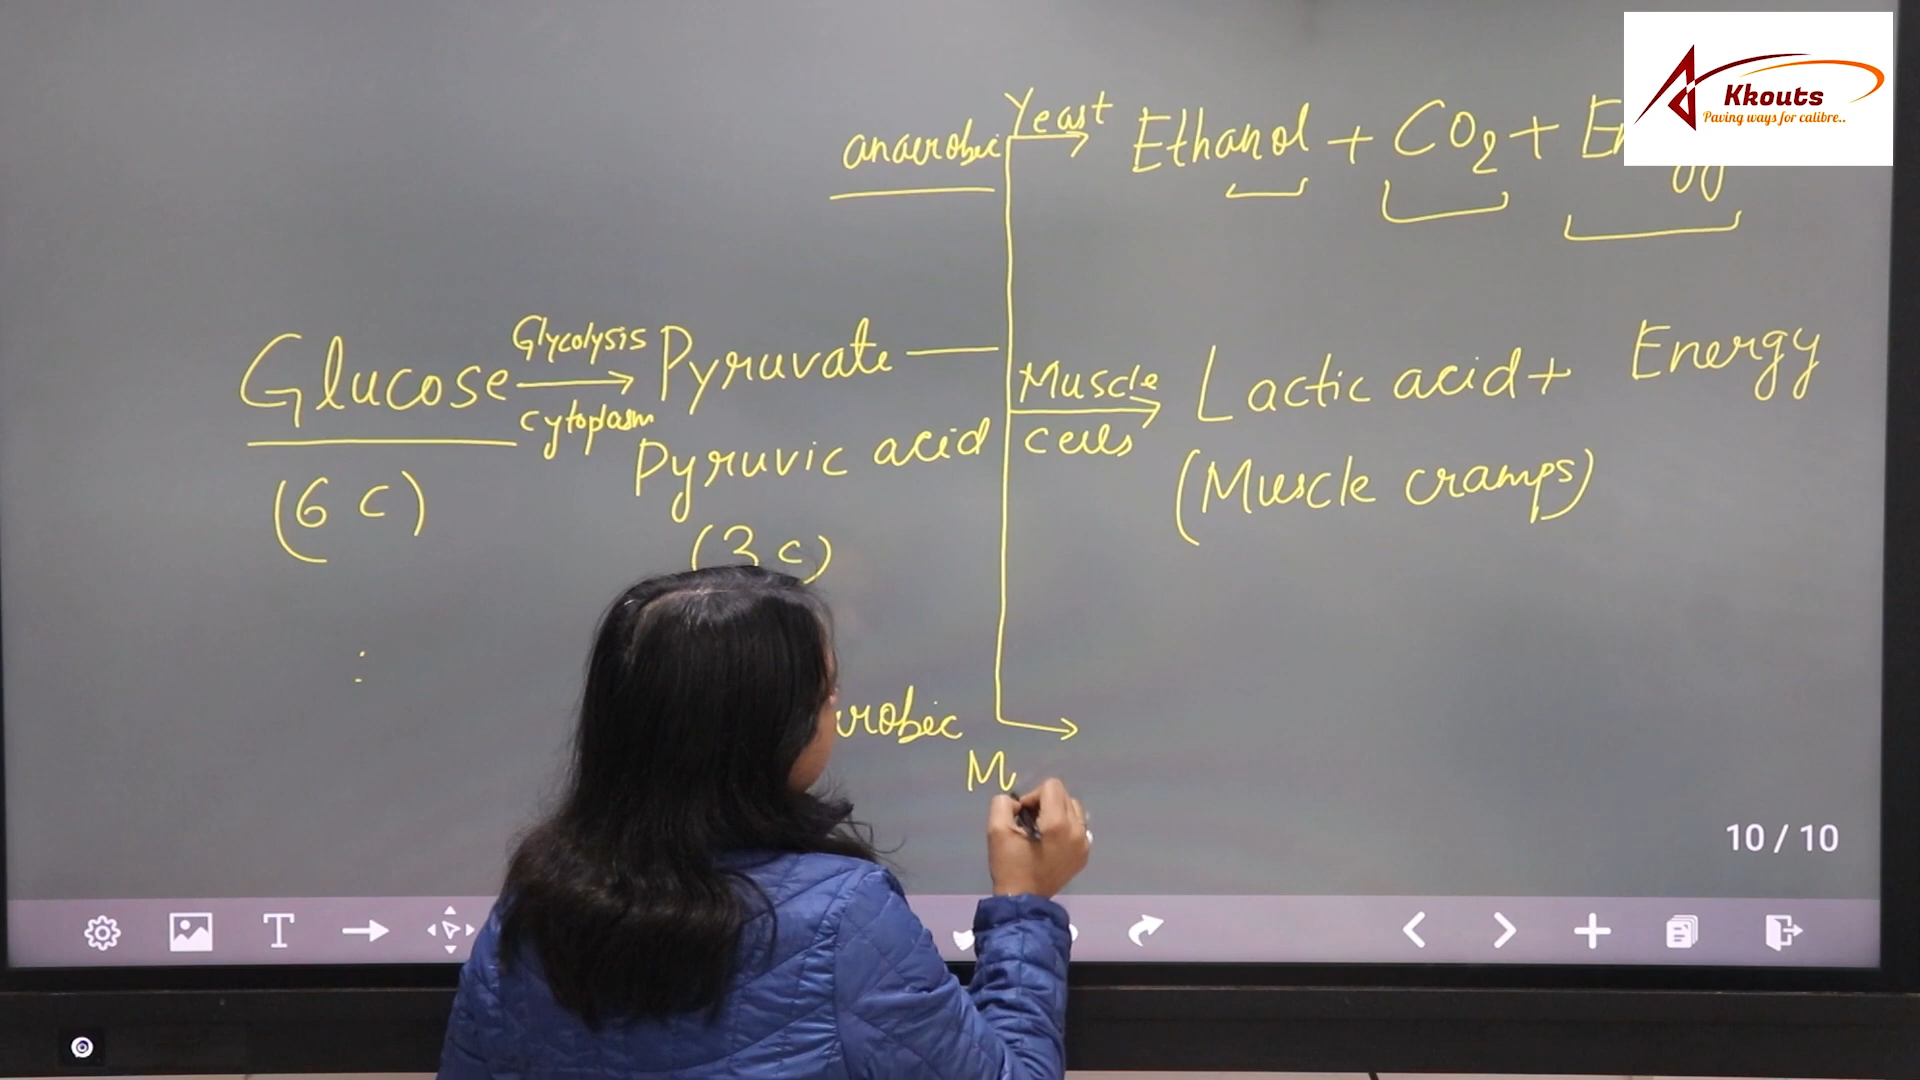 Kkouts
Paving ways for calibre..
anaerobic Yeast Ethanol + CO2 +
Glucose Glycolysis cytoplasm Pyruvate Muscle cells Lactic acid + Energy
Pyruvic acid
(6 C)
(Muscle cramps)
(3 C)
:
M
10 / 10
T